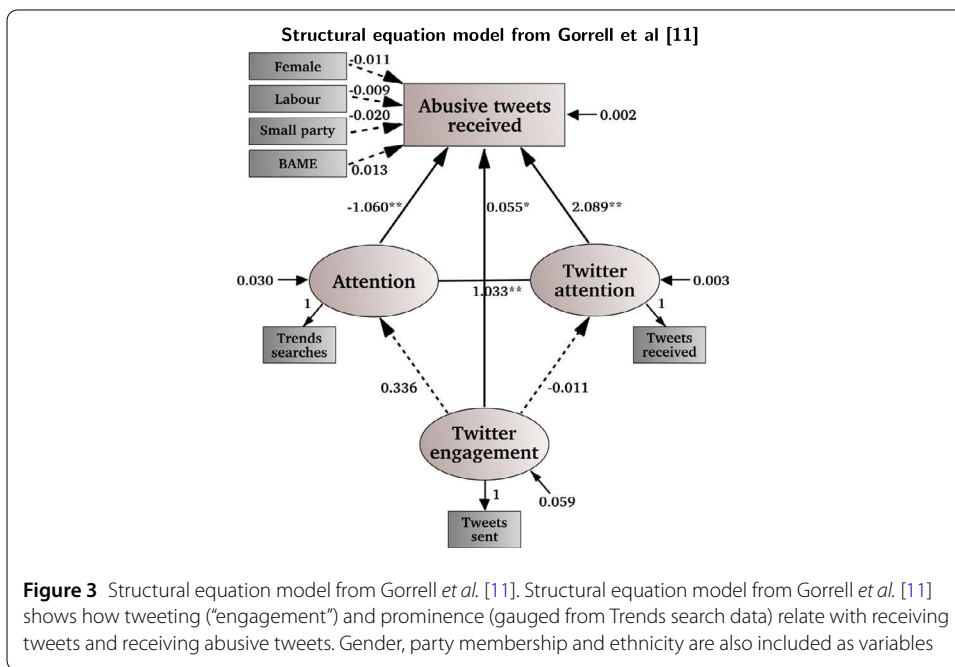 Structural equation model from Gorrell et al [11]
Female
-0.011
Labour
-0.009
Small party
-0.020
BAME
0.013
Abusive tweets
received
0.002
-1.060**
0.055*
2.089**
0.030
Attention
1.033**
Twitter
attention
0.003
1
Trends
searches
1
Tweets
received
0.336
-0.011
Twitter
engagement
0.059
1
Tweets
sent
Figure 3 Structural equation model from Gorrell et al. [11]. Structural equation model from Gorrell et al. [11]
shows how tweeting (“engagement”) and prominence (gauged from Trends search data) relate with receiving
tweets and receiving abusive tweets. Gender, party membership and ethnicity are also included as variables